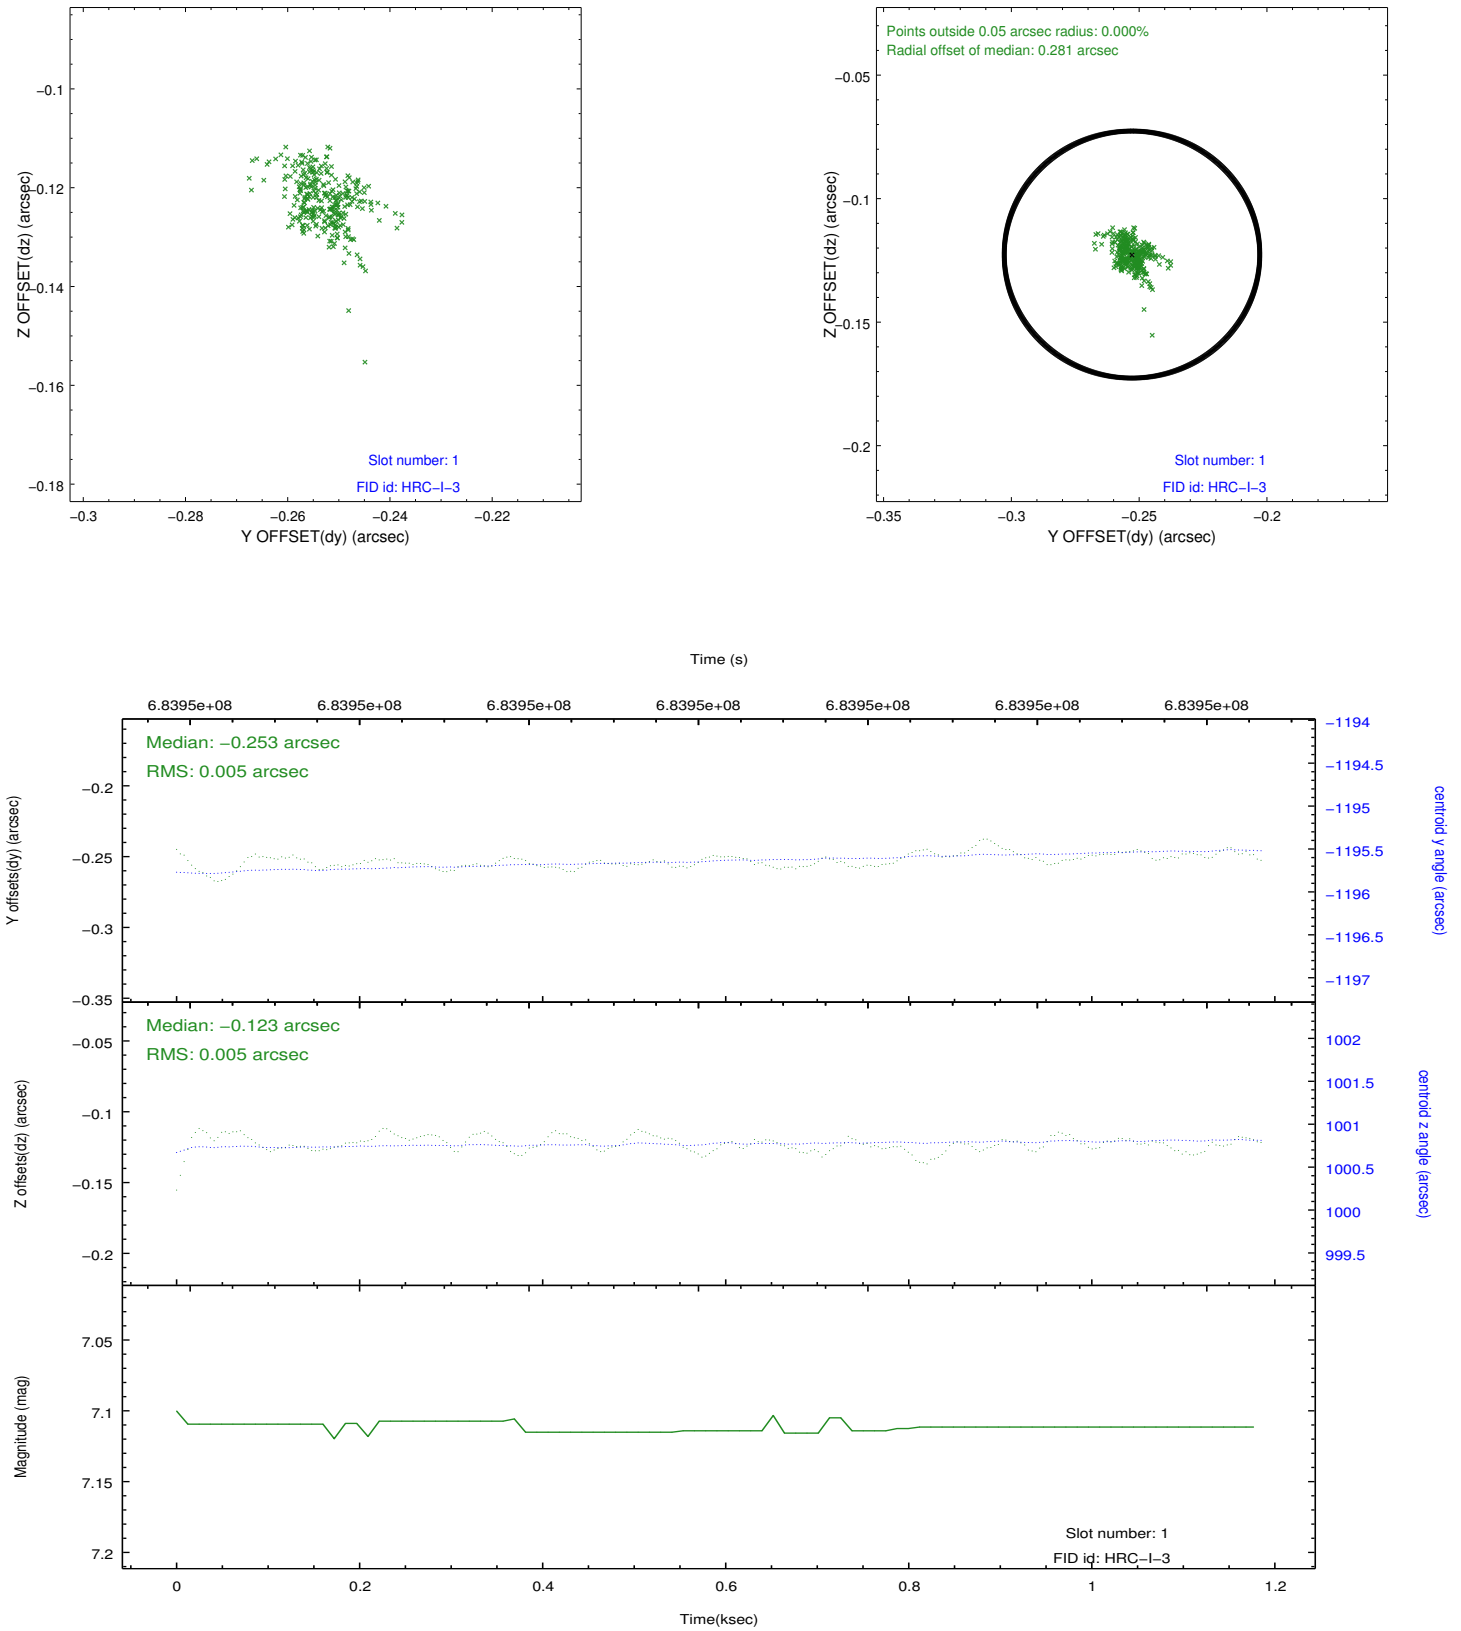 −0.1
−0.12
−0.14
−0.16
−0.18
Z OFFSET(dz) (arcsec)
Slot number: 1
FID id: HRC−I−3
−0.3
−0.28
−0.26
−0.24
−0.22
Y OFFSET(dy) (arcsec)
Points outside 0.05 arcsec radius: 0.000%
Radial offset of median: 0.281 arcsec
−0.05
−0.1
−0.15
−0.2
Z OFFSET(dz) (arcsec)
Slot number: 1
FID id: HRC−I−3
−0.35
−0.3
−0.25
−0.2
Y OFFSET(dy) (arcsec)
Time (s)
6.8395e+08
6.8395e+08
6.8395e+08
6.8395e+08
6.8395e+08
6.8395e+08
6.8395e+08
Median: −0.253 arcsec
RMS: 0.005 arcsec
−0.2
−0.25
−0.3
−0.35
Y offsets(dy) (arcsec)
−1194
−1194.5
−1195
−1195.5
−1196
−1196.5
−1197
centroid y angle (arcsec)
Median: −0.123 arcsec
RMS: 0.005 arcsec
−0.05
−0.1
−0.15
−0.2
Z offsets(dz) (arcsec)
1002
1001.5
1001
1000.5
1000
999.5
centroid z angle (arcsec)
7.05
7.1
7.15
7.2
Magnitude (mag)
Slot number: 1
FID id: HRC−I−3
0
0.2
0.4
0.6
0.8
1
1.2
Time(ksec)